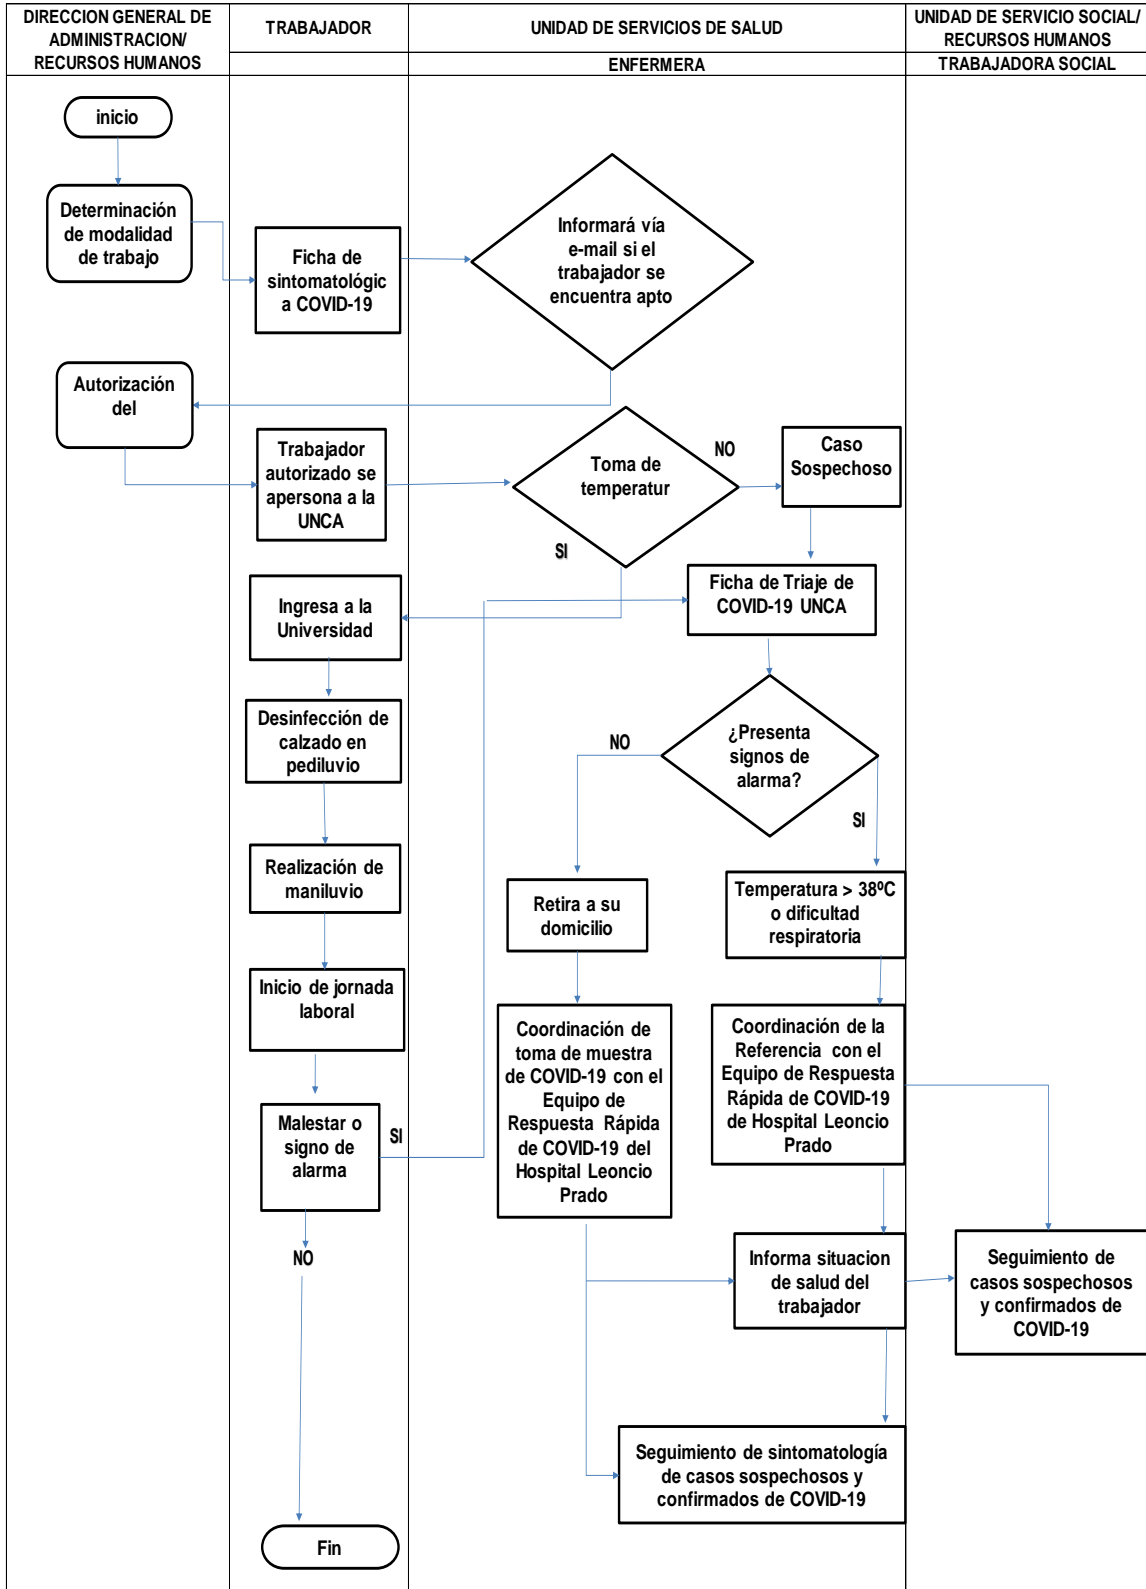 DIRECCION GENERAL DE
ADMINISTRACION/
RECURSOS HUMANOS
TRABAJADOR
UNIDAD DE SERVICIOS DE SALUD
ENFERMERA
UNIDAD DE SERVICIO SOCIAL/
RECURSOS HUMANOS
TRABAJADORA SOCIAL
inicio
Determinación
de modalidad
de trabajo
Ficha de
sintomatológic
a COVID-19
Informará vía
e-mail si el
trabajador se
encuentra apto
Autorización
del
Trabajador
autorizado se
apersona a la
UNCA
Toma de
temperatur
NO
Caso
Sospechoso
SI
Ficha de Triaje de
COVID-19 UNCA
Ingresa a la
Universidad
Desinfección de
calzado en
pediluvio
¿Presenta
signos de
alarma?
NO
SI
Realización de
maniluvio
Retira a su
domicilio
Temperatura > 38ºC
o dificultad
respiratoria
Inicio de jornada
laboral
Coordinación de
toma de muestra
de COVID-19 con el
Equipo de
Respuesta Rápida
de COVID-19 del
Hospital Leoncio
Prado
Coordinación de la
Referencia con el
Equipo de Respuesta
Rápida de COVID-19
de Hospital Leoncio
Prado
Malestar o
signo de
alarma
SI
NO
Informa situacion
de salud del
trabajador
Seguimiento de
casos sospechosos
y confirmados de
COVID-19
Seguimiento de sintomatología
de casos sospechosos y
confirmados de COVID-19
Fin